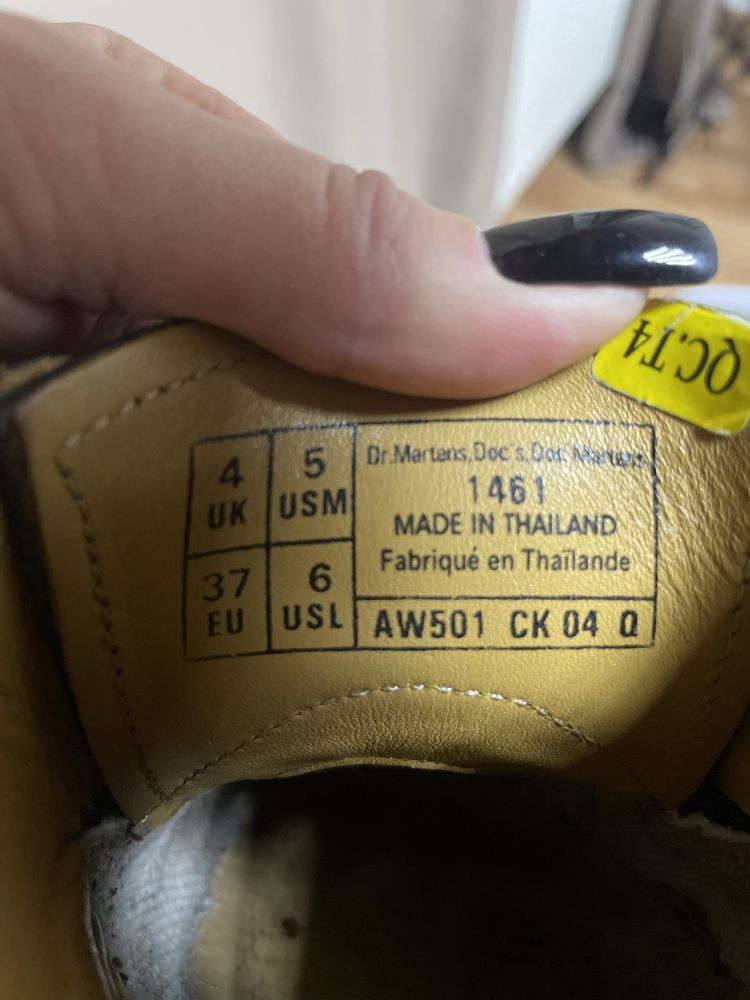 QC.T4
4
UK
5
USM
37
EU
6
USL
Dr.Martens,Doc's,Doc Martens
1461
MADE IN THAILAND
Fabriqué en Thaïlande
AW501 CK 04 Q